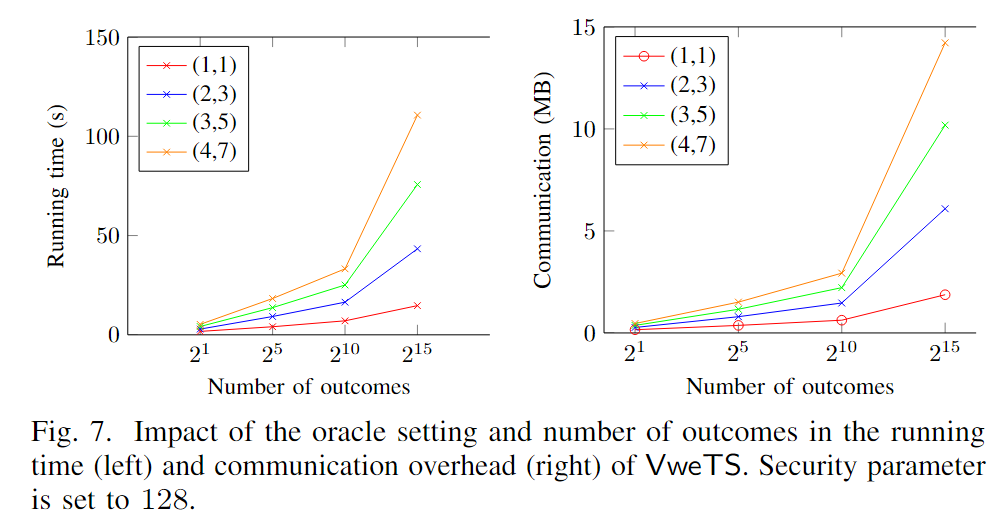 150
100
50
0
Running time (s)
(1,1)
(2,3)
(3,5)
(4,7)
2^1 2^5 2^10 2^15
Number of outcomes
15
10
5
0
Communication (MB)
(1,1)
(2,3)
(3,5)
(4,7)
2^1 2^5 2^10 2^15
Number of outcomes
Fig. 7. Impact of the oracle setting and number of outcomes in the running
time (left) and communication overhead (right) of VweTS. Security parameter
is set to 128.